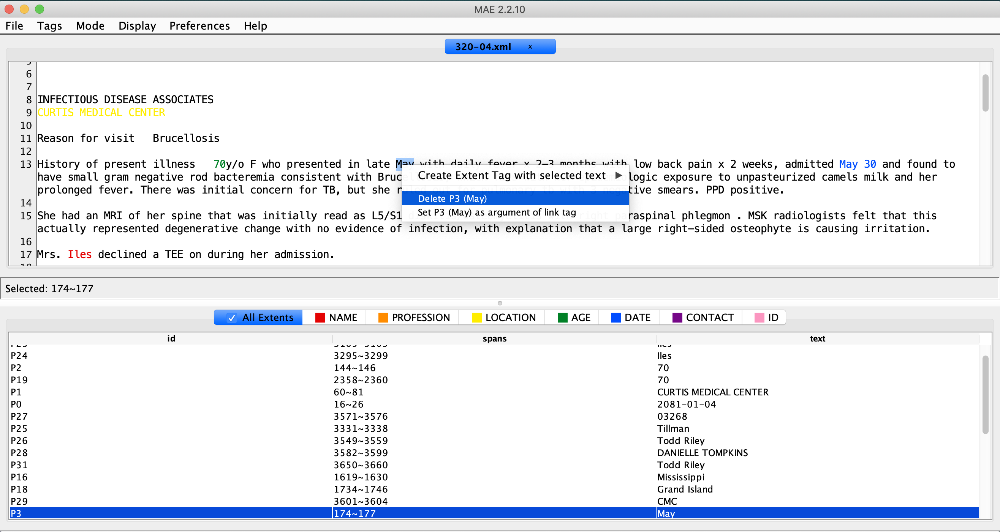 MAE 2.2.10
File Tags Mode Display Preferences Help
320-04.xml x
6
7
8 INFECTIOUS DISEASE ASSOCIATES
9 CURTIS MEDICAL CENTER
10
11 Reason for visit Brucellosis
12
13 History of present illness 70y/o F who presented in late May with daily fever x 2-3 months with low back pain x 2 weeks, admitted May 30 and found to
have small gram negative rod bacteremia consistent with Bruc logic exposure to unpasteurized camels milk and her
prolonged fever. There was initial concern for TB, but she ruled out for pulmonary tb with 3 negative smears. PPD positive.
14
15 She had an MRI of her spine that was initially read as L5/S1 diskitis/osteomyelitis with right paraspinal phlegmon . MSK radiologists felt that this
actually represented degenerative change with no evidence of infection, with explanation that a large right-sided osteophyte is causing irritation.
16
17 Mrs. Iles declined a TEE on during her admission.
Create Extent Tag with selected text
Delete P3 (May)
Set P3 (May) as argument of link tag
Selected: 174~177
All Extents NAME PROFESSION LOCATION AGE DATE CONTACT ID
id spans text
P24 3295~3299 Iles
P2 144~146 70
P19 2358~2360 70
P1 60~81 CURTIS MEDICAL CENTER
P0 16~26 2081-01-04
P27 3571~3576 03268
P25 3331~3338 Tillman
P26 3549~3559 Todd Riley
P28 3582~3599 DANIELLE TOMPKINS
P31 3650~3660 Todd Riley
P16 1619~1630 Mississippi
P18 1734~1746 Grand Island
P29 3601~3604 CMC
P3 174~177 May